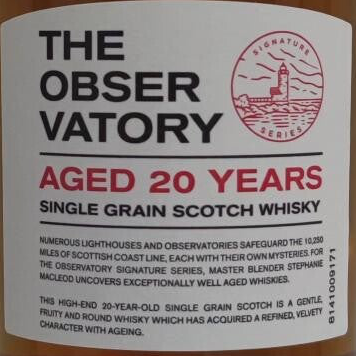 THE
OBSER
VATORY
SIGNATURE
SERIES
AGED 20 YEARS
SINGLE GRAIN SCOTCH WHISKY
NUMEROUS LIGHTHOUSES AND OBSERVATORIES SAFEGUARD THE 10,250
MILES OF SCOTTISH COAST LINE, EACH WITH THEIR OWN MYSTERIES. FOR
THE OBSERVATORY SIGNATURE SERIES, MASTER BLENDER STEPHANIE
MACLEOD UNCOVERS EXCEPTIONALLY WELL AGED WHISKIES.
THIS HIGH-END 20-YEAR-OLD SINGLE GRAIN SCOTCH IS A GENTLE,
FRUITY AND ROUND WHISKY WHICH HAS ACQUIRED A REFINED, VELVETY
CHARACTER WITH AGEING.
8141009171